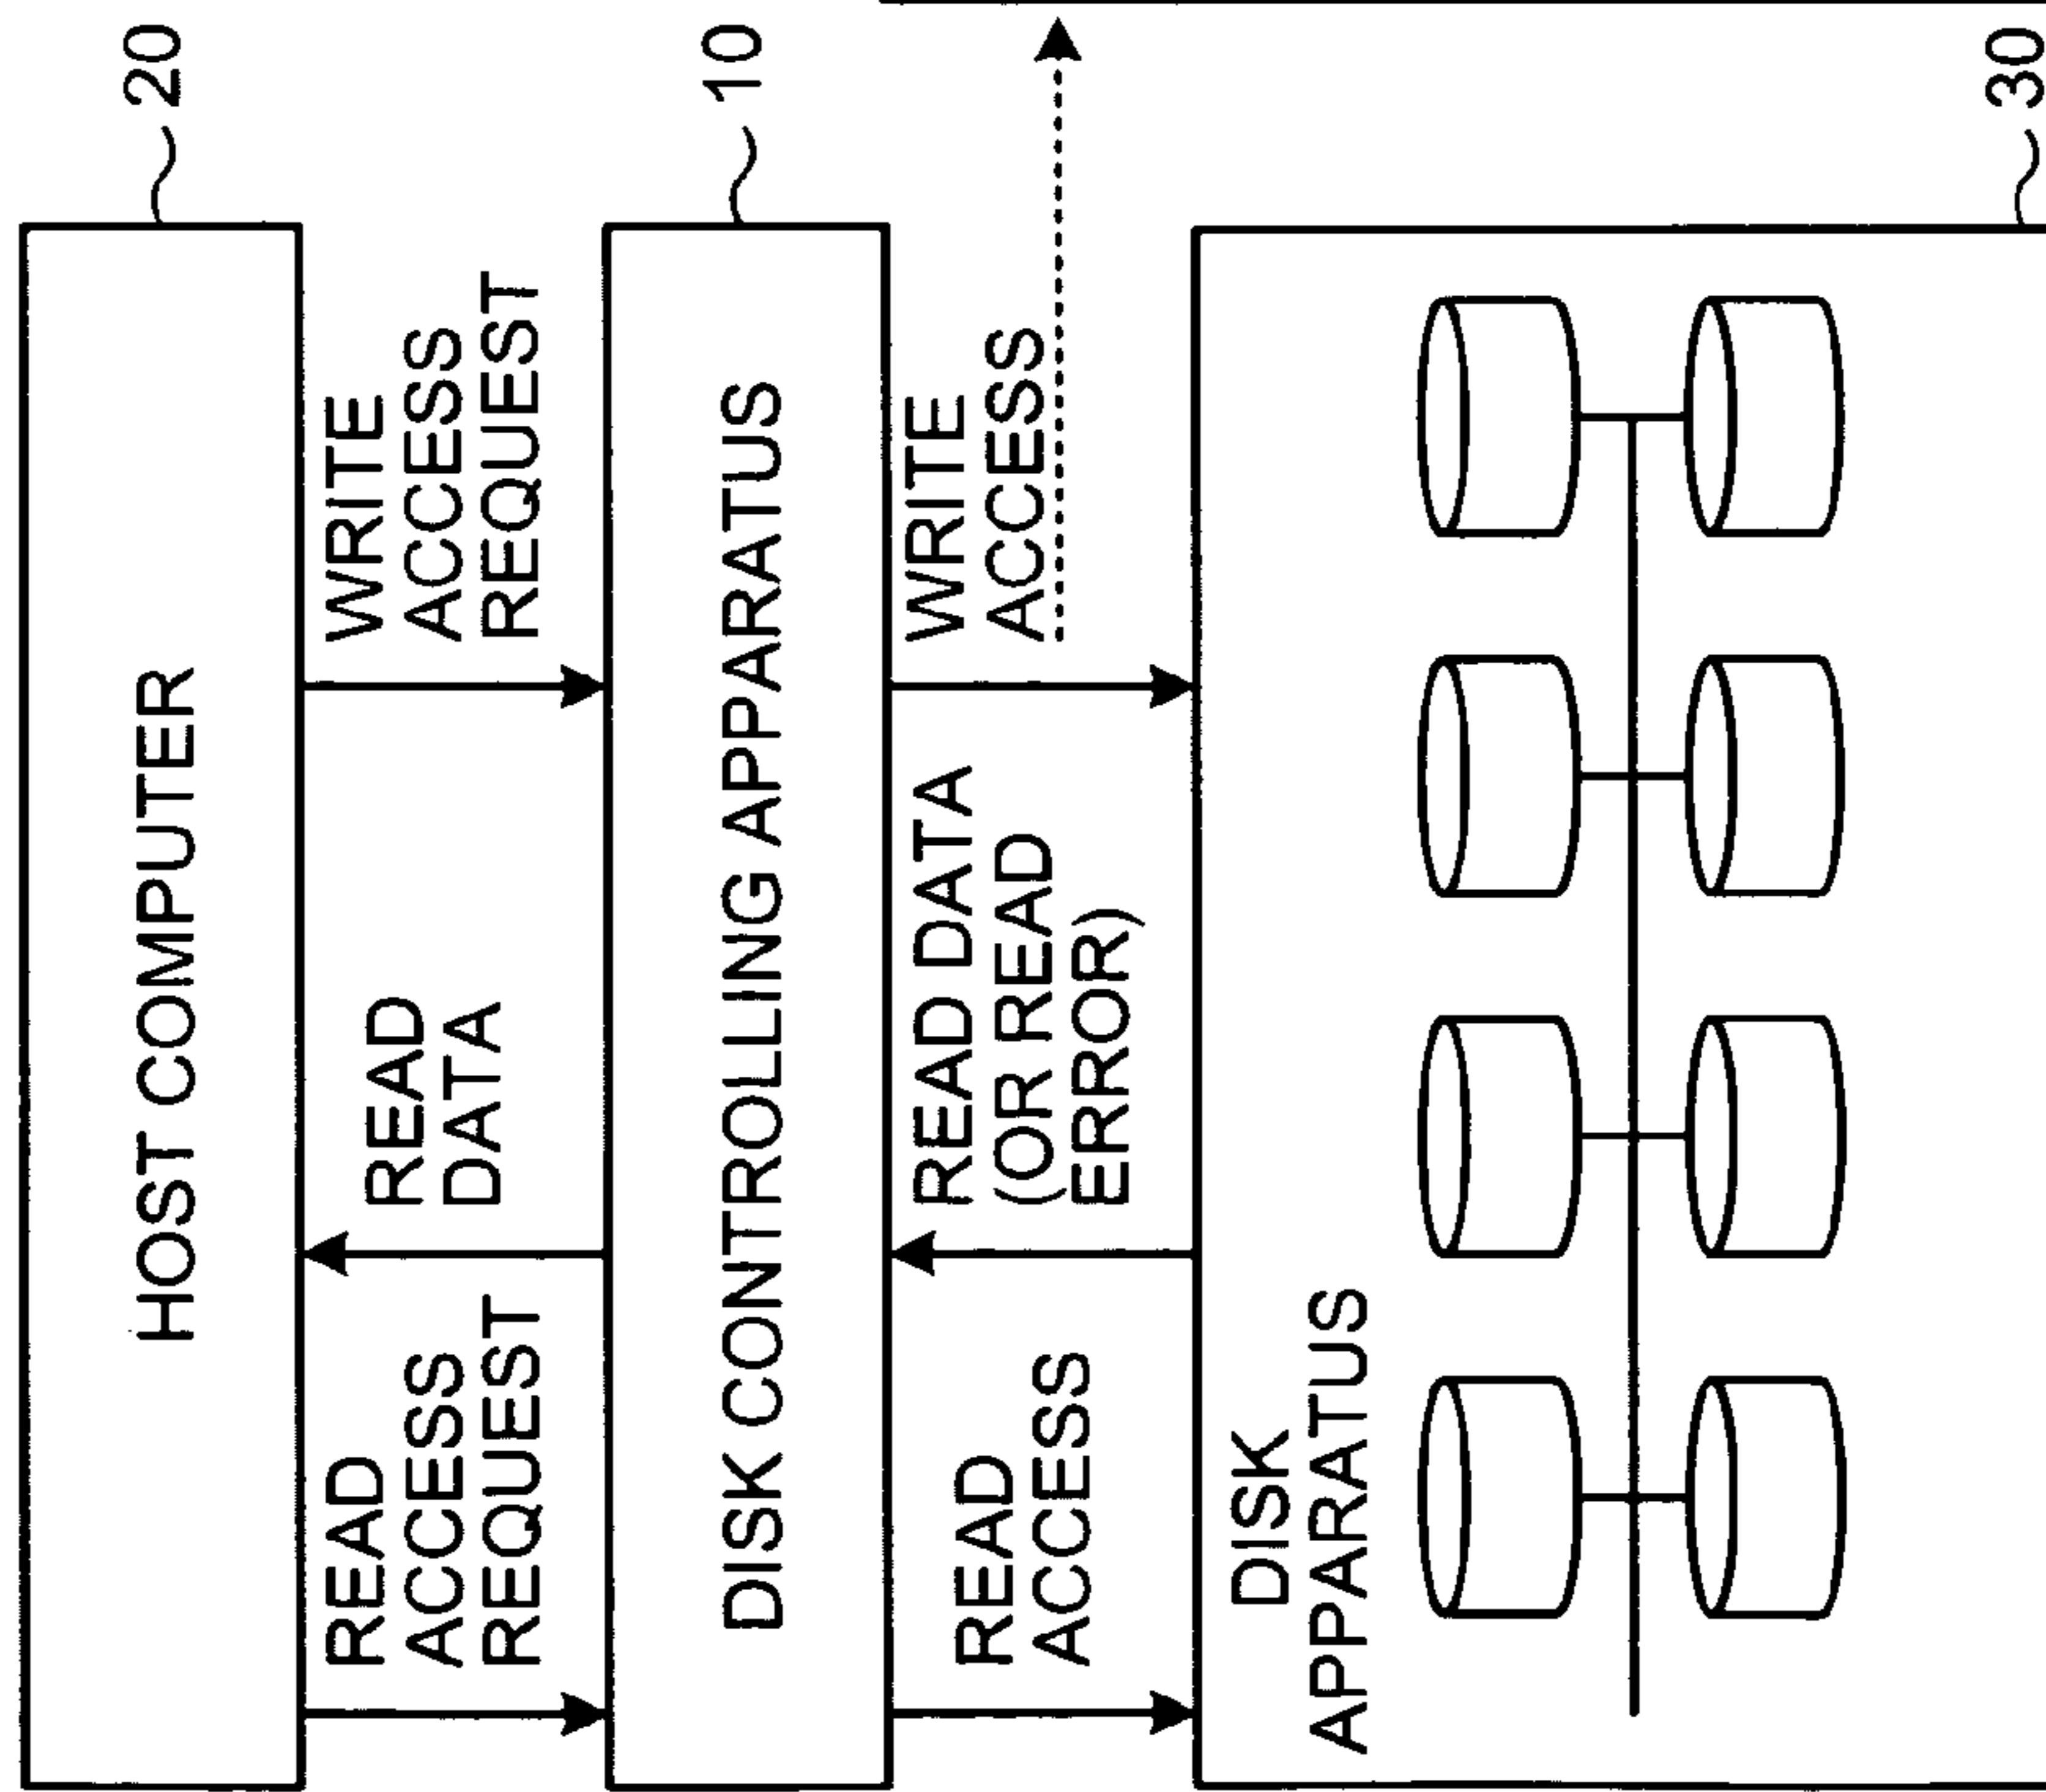 HOST COMPUTER
20
READ
ACCESS
REQUEST
READ
DATA
WRITE
ACCESS
REQUEST
DISK CONTROLLING APPARATUS
10
READ
ACCESS
READ DATA
(OR READ
ERROR)
WRITE
ACCESS
DISK
APPARATUS
30